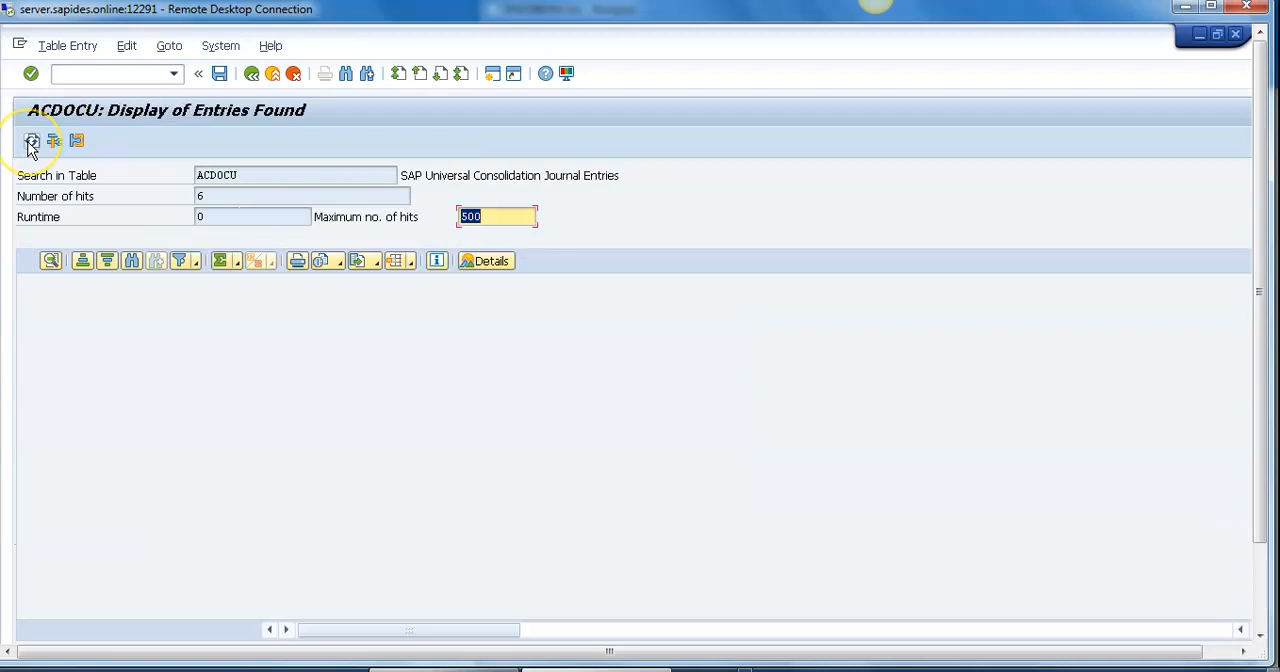 server.sapides.online:12291 - Remote Desktop Connection
Table Entry Edit Goto System Help
ACDOCU: Display of Entries Found
Search in Table ACDOCU SAP Universal Consolidation Journal Entries
Number of hits 6
Runtime 0 Maximum no. of hits 500
Details